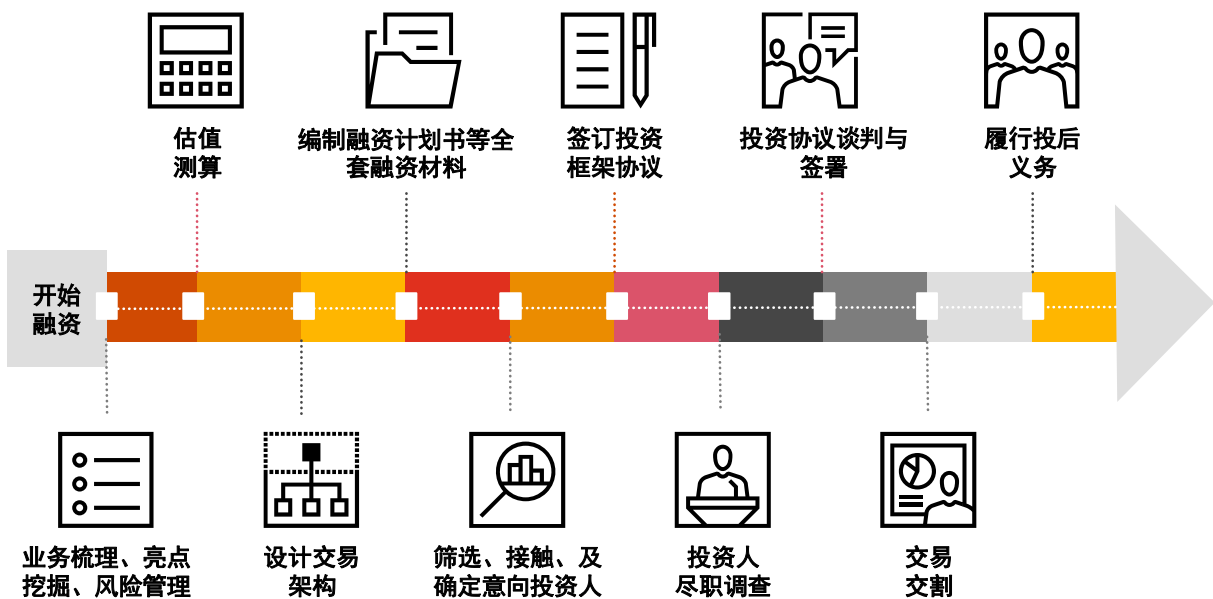 估值
测算
编制融资计划书等全
套融资材料
签订投资
框架协议
投资协议谈判与
签署
履行投后
义务
开始
融资
业务梳理、亮点
挖掘、风险管理
设计交易
架构
筛选、接触、及
确定意向投资人
投资人
尽职调查
交易
交割